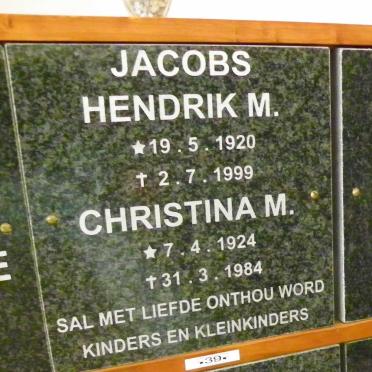 JACOBS
HENDRIK M.
★19.5.1920
✝ 2.7.1999
CHRISTINA M.
★ 7.4.1924
✝31.3.1984
SAL MET LIEFDE ONTHOU WORD
KINDERS EN KLEINKINDERS
-39-
E